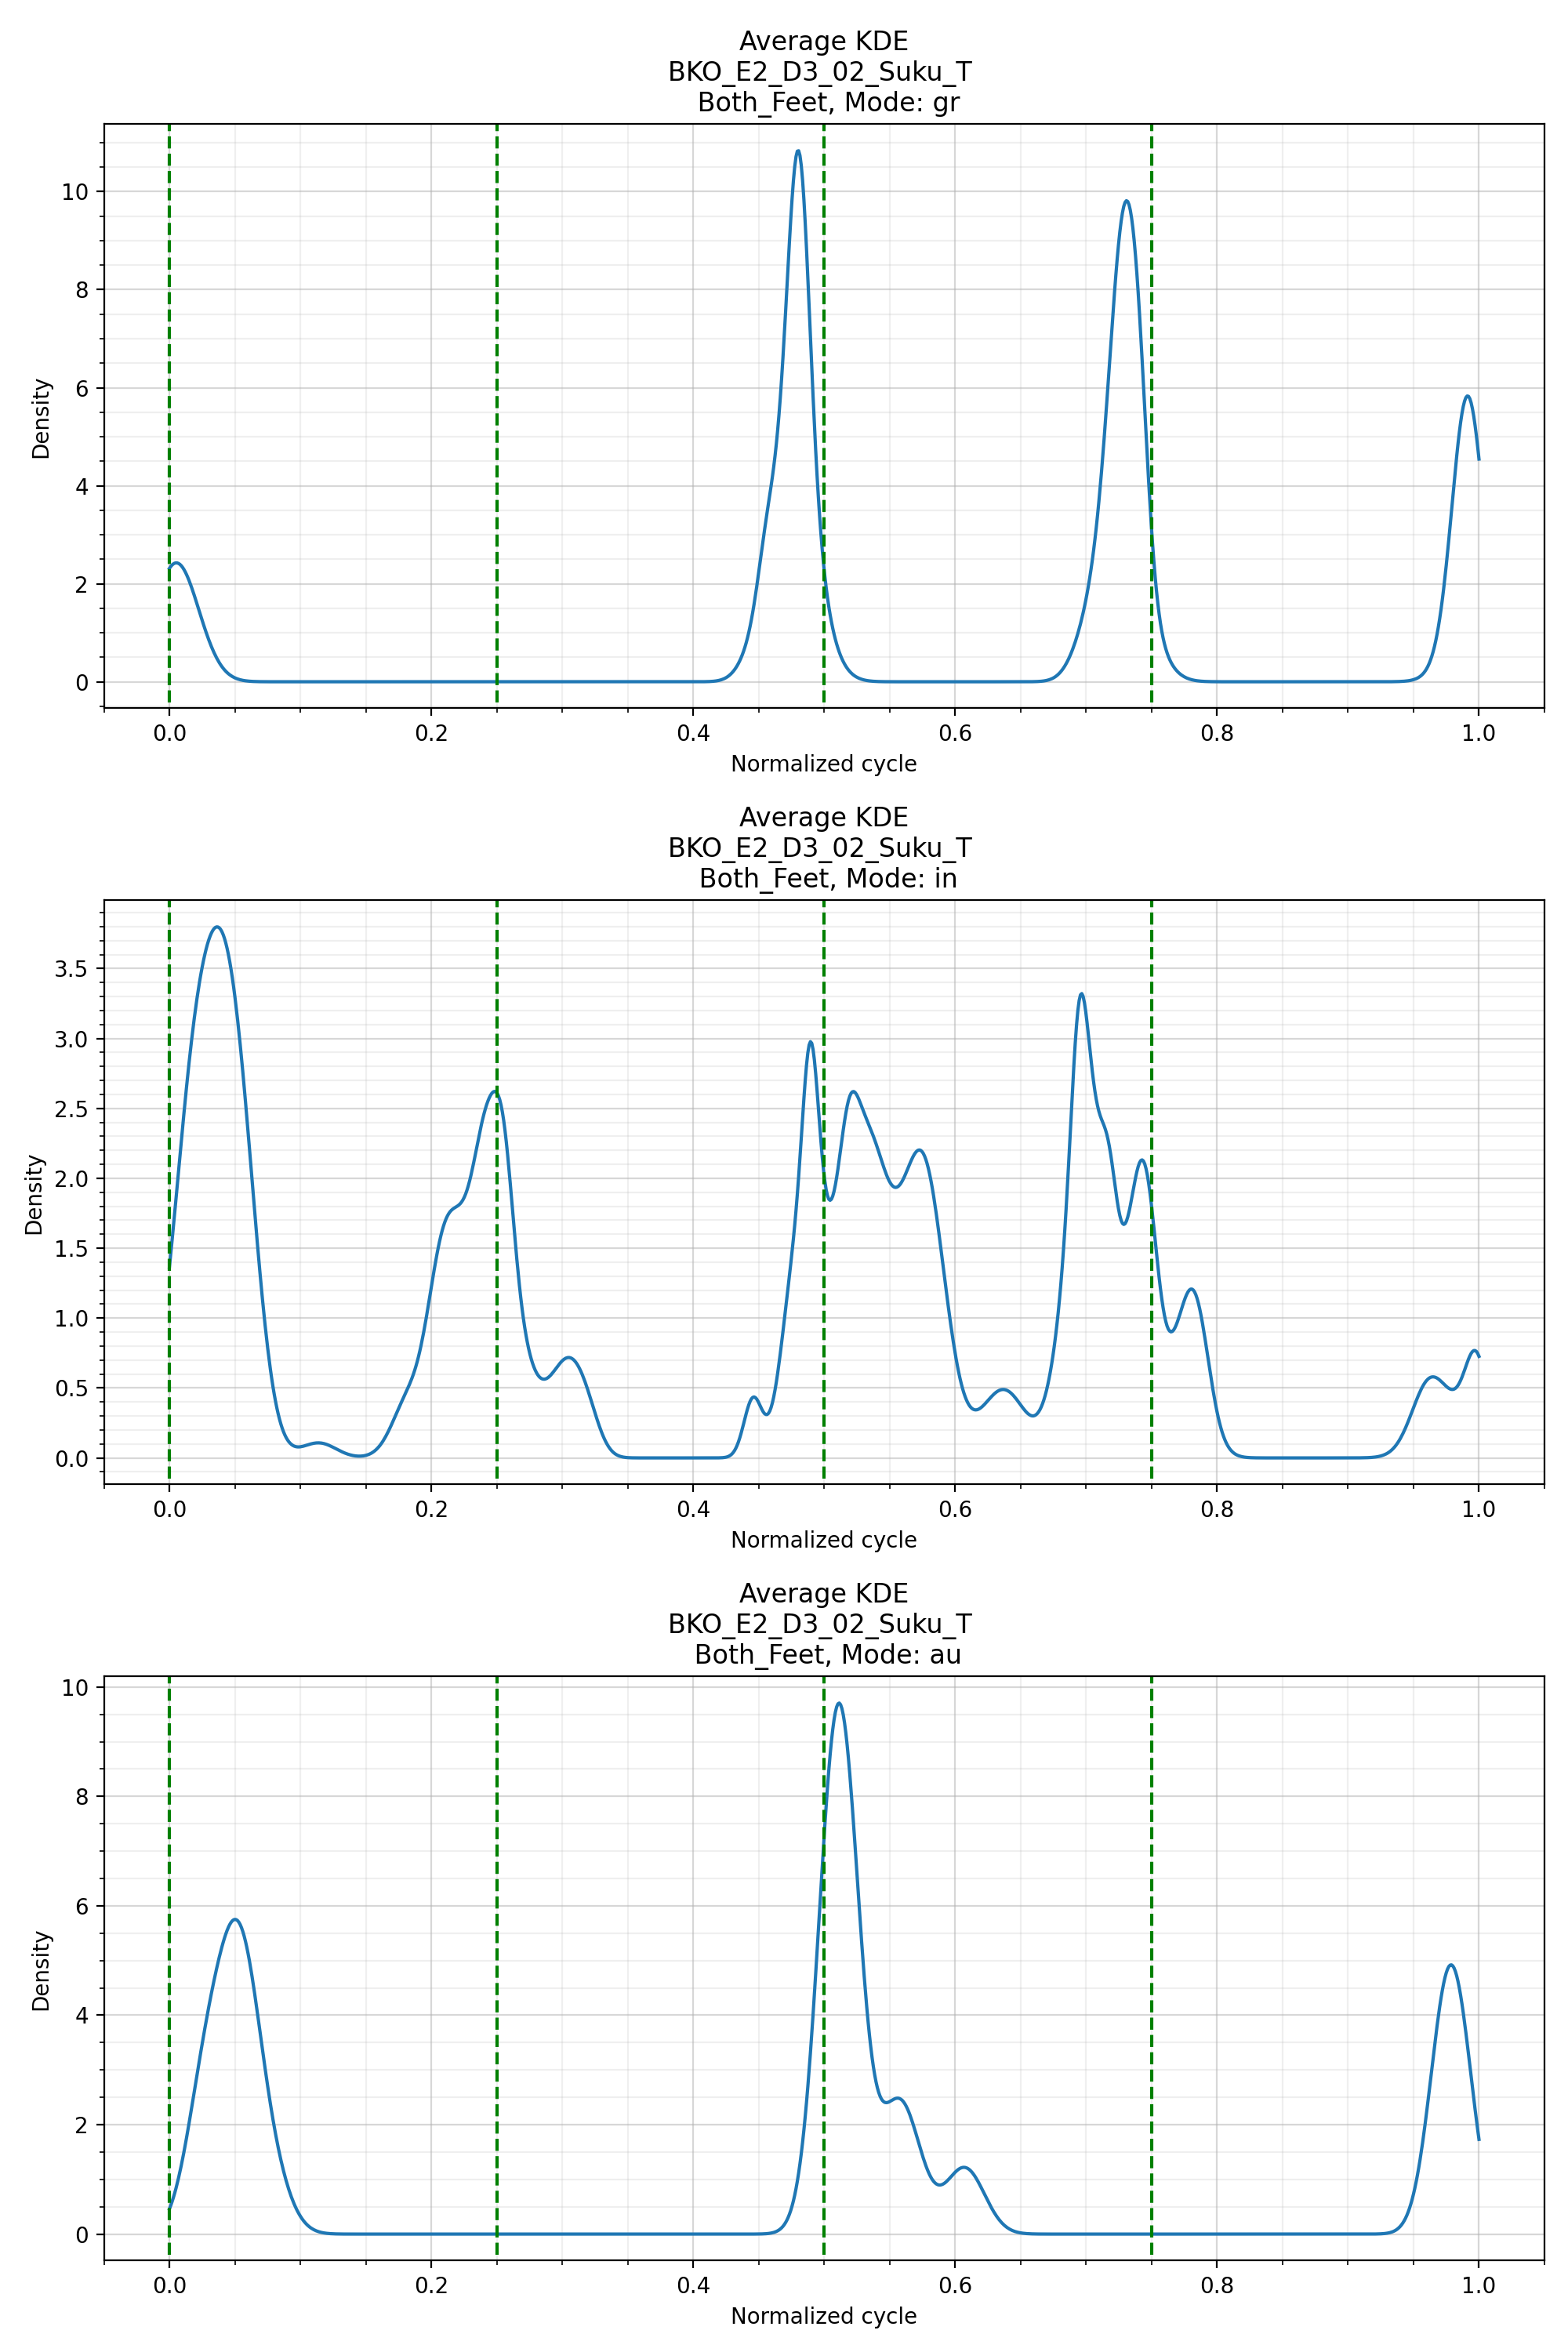 Average KDE
BKO_E2_D3_02_Suku_T
Both_Feet, Mode: gr
10
8
6
4
2
0
Density
0.0 0.2 0.4 0.6 0.8 1.0
Normalized cycle
Average KDE
BKO_E2_D3_02_Suku_T
Both_Feet, Mode: in
3.5
3.0
2.5
2.0
1.5
1.0
0.5
0.0
Density
0.0 0.2 0.4 0.6 0.8 1.0
Normalized cycle
Average KDE
BKO_E2_D3_02_Suku_T
Both_Feet, Mode: au
10
8
6
4
2
0
Density
0.0 0.2 0.4 0.6 0.8 1.0
Normalized cycle